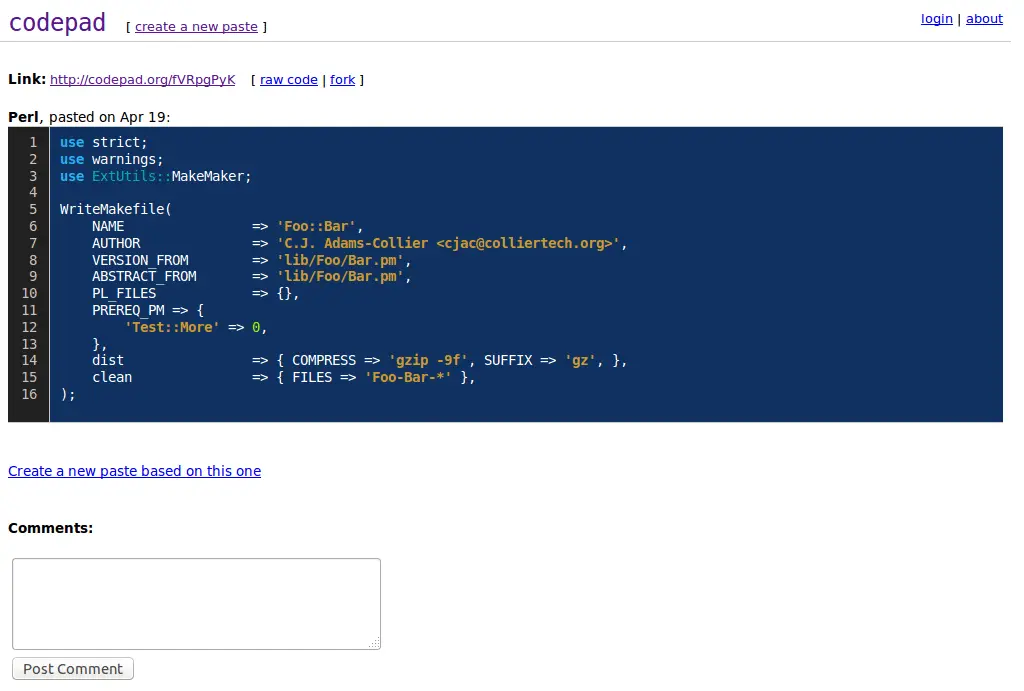 codepad [ create a new paste ] login | about
Link: http://codepad.org/fVRpgPyK [ raw code | fork ]
Perl, pasted on Apr 19:
1 use strict;
2 use warnings;
3 use ExtUtils::MakeMaker;
4
5 WriteMakefile(
6     NAME                => 'Foo::Bar',
7     AUTHOR              => 'C.J. Adams-Collier <cjac@colliertech.org>',
8     VERSION_FROM        => 'lib/Foo/Bar.pm',
9     ABSTRACT_FROM       => 'lib/Foo/Bar.pm',
10     PL_FILES            => {},
11     PREREQ_PM => {
12         'Test::More' => 0,
13     },
14     dist                => { COMPRESS => 'gzip -9f', SUFFIX => 'gz', },
15     clean               => { FILES => 'Foo-Bar-*' },
16 );
Create a new paste based on this one
Comments:
Post Comment